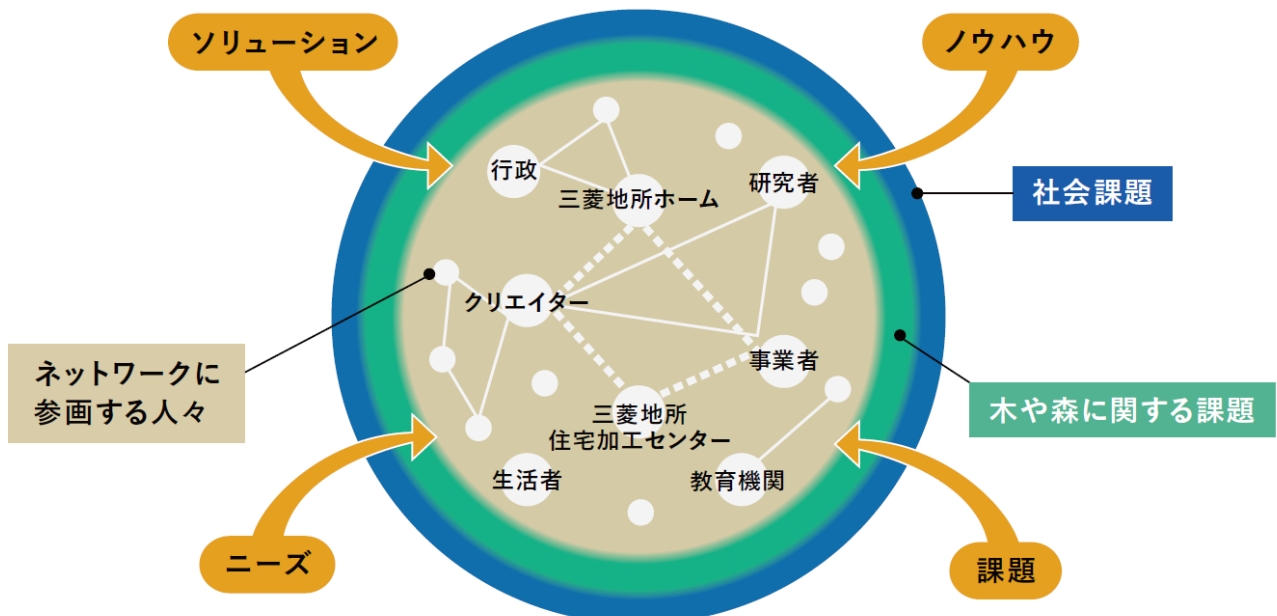 ソリューション
ノウハウ
行政
研究者
三菱地所ホーム
社会課題
クリエイター
ネットワークに
参画する人々
事業者
木や森に関する課題
三菱地所
住宅加工センター
生活者
教育機関
ニーズ
課題